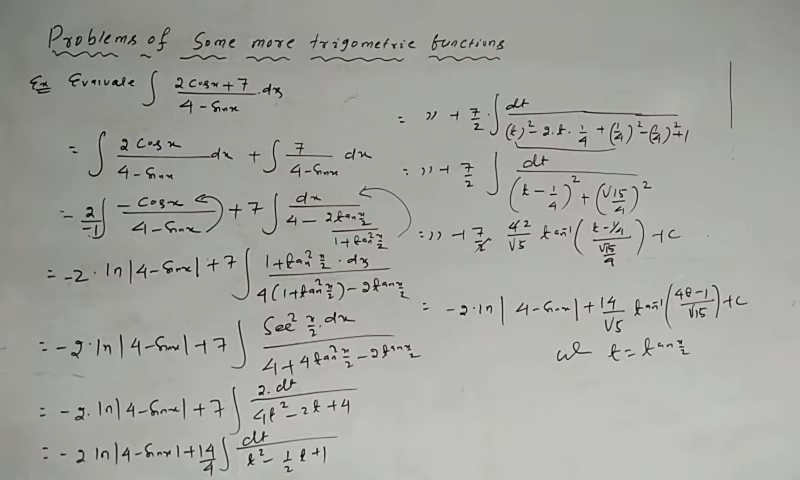 Problems of Some more trigometric functions
Ex Evaluate ∫ (2cosx+7)/(4-Sinx) .dx
= ∫ (2cosx)/(4-Sinx) dx + ∫ 7/(4-Sinx) dx
= 2/-1 ∫ (-cosx)/(4-Sinx) + 7 ∫ dx/(4 - (2tan x/2)/(1+tan² x/2))
= -2 . ln|4-Sinx| + 7 ∫ (1+tan² x/2 . dx)/(4(1+tan² x/2) - 2tan x/2)
= -2 . ln|4-Sinx| + 7 ∫ (Sec² x/2 . dx)/(4+4tan² x/2 - 2tan x/2)
= -2 . ln|4-Sinx| + 7 ∫ (2.dt)/(4t²-2t+4)
= -2 ln|4-Sinx| + 14/4 ∫ dt/(t² - 1/2 t + 1)
= ,, + 7/2 . ∫ dt/((t)² - 2.t. 1/4 + (1/4)² - (1/4)² + 1)
= ,, + 7/2 ∫ dt/((t - 1/4)² + (√15/4)²)
= ,, + 7/2 . 4 2/√5 tan⁻¹((t-1/4)/(√15/4)) + C
= -2.ln|4-Sinx| + 14/√5 tan⁻¹((4t-1)/√15) + C
t = tan x/2